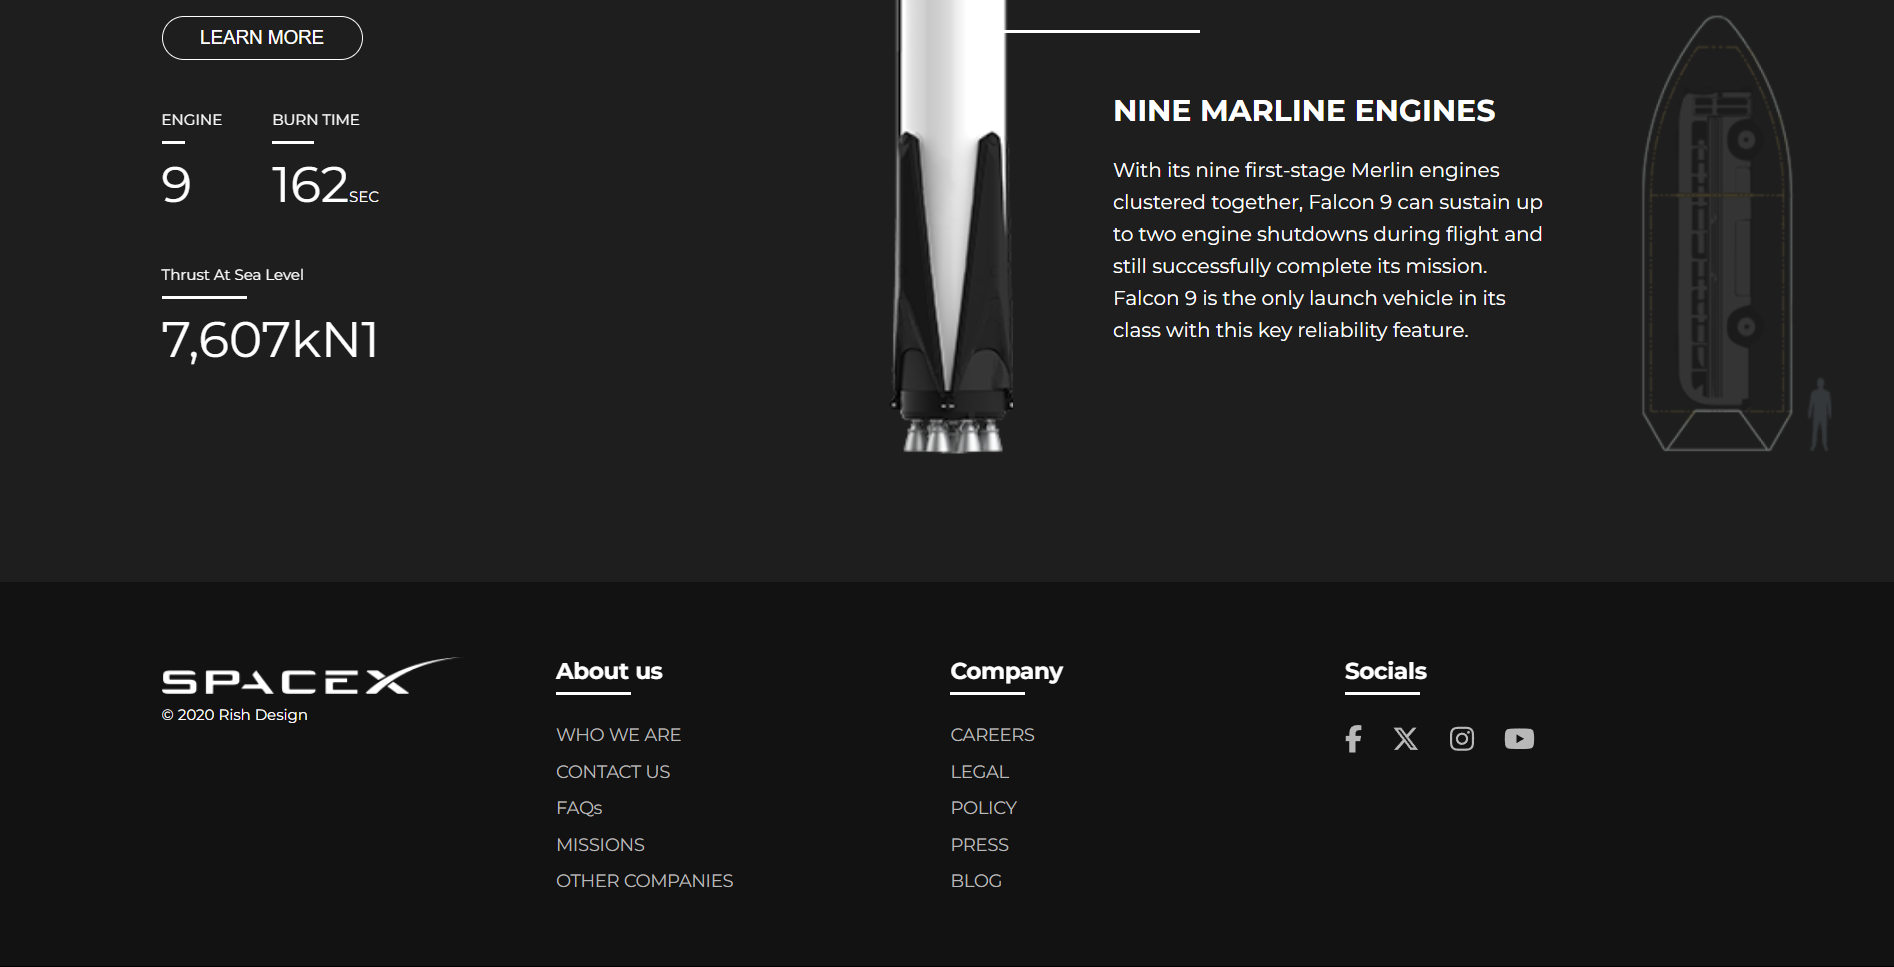 LEARN MORE
ENGINE
9
BURN TIME
162SEC
Thrust At Sea Level
7,607kN1
NINE MARLINE ENGINES
With its nine first-stage Merlin engines
clustered together, Falcon 9 can sustain up
to two engine shutdowns during flight and
still successfully complete its mission.
Falcon 9 is the only launch vehicle in its
class with this key reliability feature.
SPACEX
© 2020 Rish Design
About us
WHO WE ARE
CONTACT US
FAQs
MISSIONS
OTHER COMPANIES
Company
CAREERS
LEGAL
POLICY
PRESS
BLOG
Socials